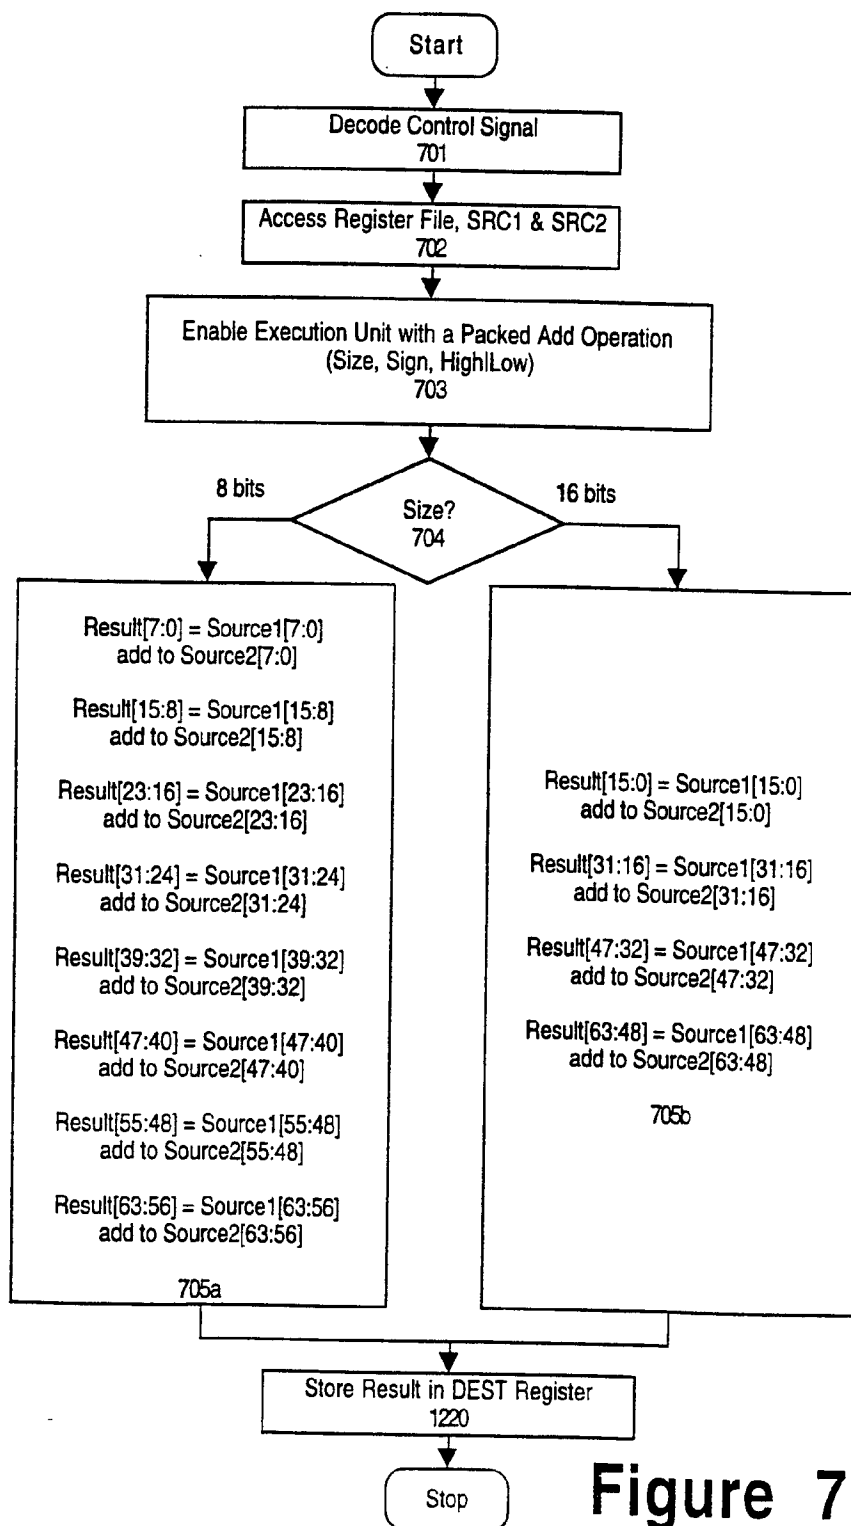 Start
Decode Control Signal
701
Access Register File, SRC1 & SRC2
702
Enable Execution Unit with a Packed Add Operation
(Size, Sign, High|Low)
703
8 bits
Size?
704
16 bits
Result[7:0] = Source1[7:0]
add to Source2[7:0]
Result[15:8] = Source1[15:8]
add to Source2[15:8]
Result[23:16] = Source1[23:16]
add to Source2[23:16]
Result[31:24] = Source1[31:24]
add to Source2[31:24]
Result[39:32] = Source1[39:32]
add to Source2[39:32]
Result[47:40] = Source1[47:40]
add to Source2[47:40]
Result[55:48] = Source1[55:48]
add to Source2[55:48]
Result[63:56] = Source1[63:56]
add to Source2[63:56]
705a
Result[15:0] = Source1[15:0]
add to Source2[15:0]
Result[31:16] = Source1[31:16]
add to Source2[31:16]
Result[47:32] = Source1[47:32]
add to Source2[47:32]
Result[63:48] = Source1[63:48]
add to Source2[63:48]
705b
Store Result in DEST Register
1220
Stop
Figure 7